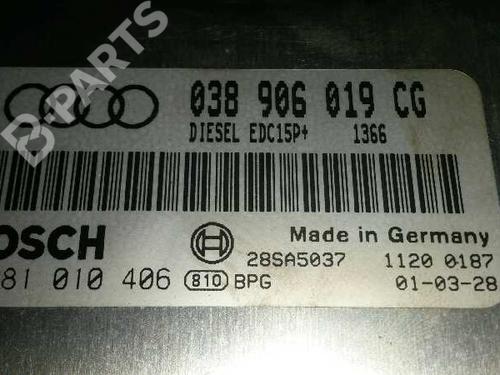 B-PARTS
038 906 019 CG
DIESEL EDC15P+ 1366
BOSCH
Made in Germany
28SA5037 1120 0187
281 010 406 810 BPG 01-03-28